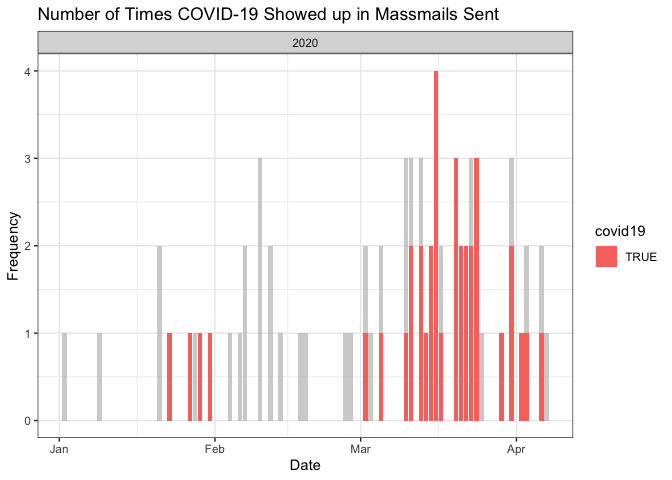 Number of Times COVID-19 Showed up in Massmails Sent
2020
4
3
2
1
0
Frequency
Jan
Feb
Mar
Apr
Date
covid19
TRUE